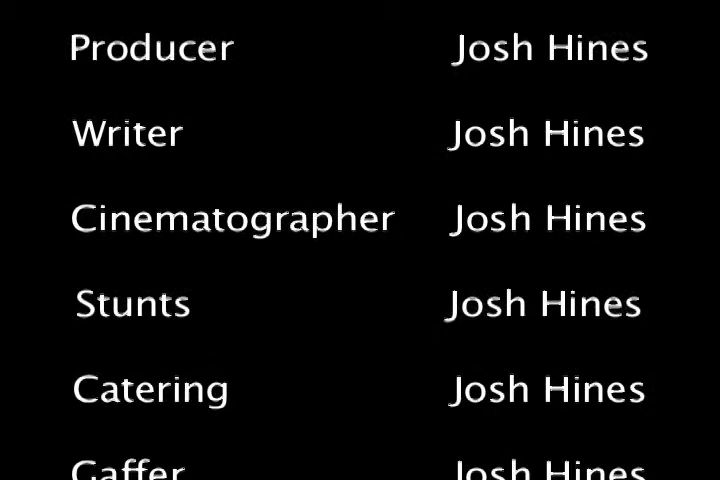 Producer Josh Hines
Writer Josh Hines
Cinematographer Josh Hines
Stunts Josh Hines
Catering Josh Hines
Gaffer Josh Hines